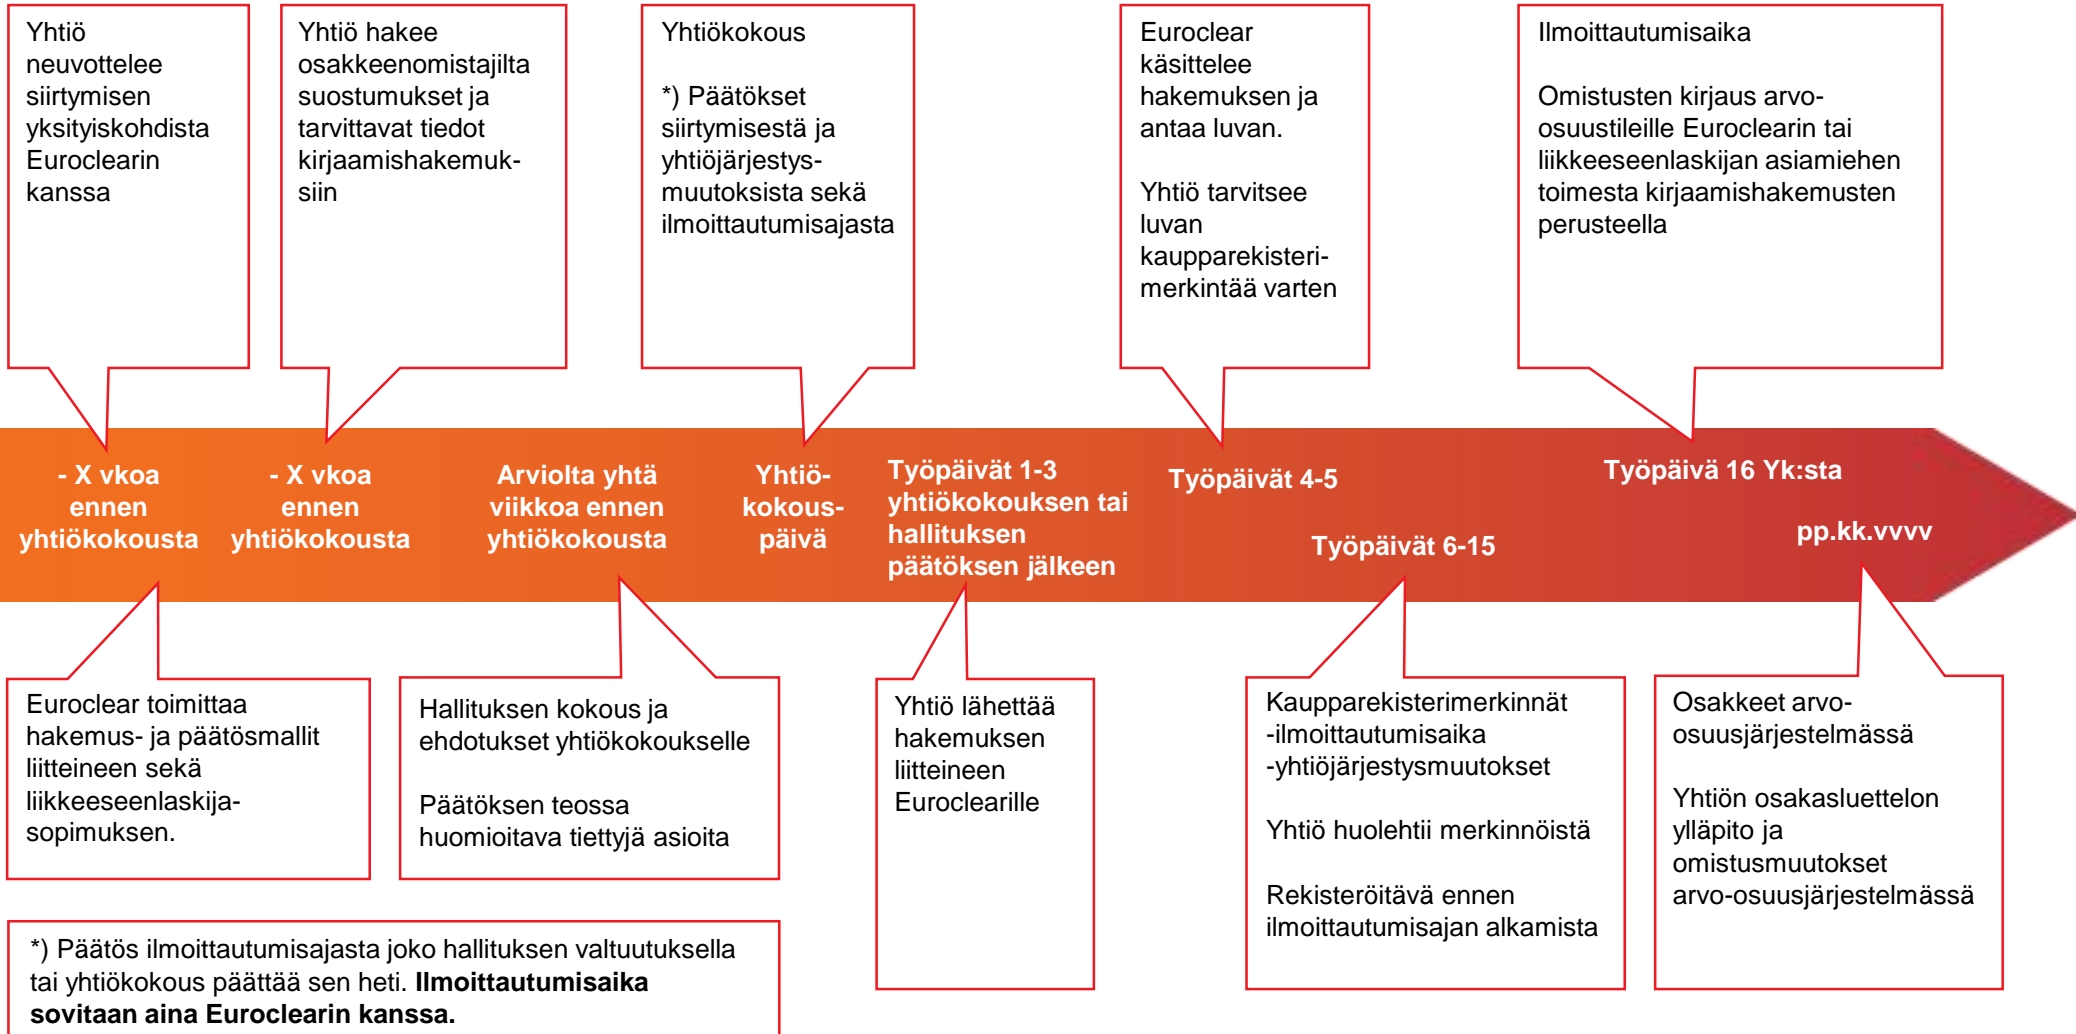 Yhtiö
neuvottelee
siirtymisen
yksityiskohdista
Euroclearin
kanssa
Yhtiö hakee
osakkeenomistajilta
suostumukset ja
tarvittavat tiedot
kirjaamishakemuk-
siin
Yhtiökokous
*) Päätökset
siirtymisestä ja
yhtiöjärjestys-
muutoksista sekä
ilmoittautumisajasta
Euroclear
käsittelee
hakemuksen ja
antaa luvan.
Yhtiö tarvitsee
luvan
kaupparekisteri-
merkintää varten
Ilmoittautumisaika
Omistusten kirjaus arvo-
osuustileille Euroclearin tai
liikkeeseenlaskijan asiamiehen
toimesta kirjaamishakemusten
perusteella
- X vkoa
ennen
yhtiökokousta
- X vkoa
ennen
yhtiökokousta
Arviolta yhtä
viikkoa ennen
yhtiökokousta
Yhtiö-
kokous-
päivä
Työpäivät 1-3
yhtiökokouksen tai
hallituksen
päätöksen jälkeen
Työpäivät 4-5
Työpäivät 6-15
Työpäivä 16 Yk:sta
pp.kk.vvvv
Euroclear toimittaa
hakemus- ja päätösmallit
liitteineen sekä
liikkeeseenlaskija-
sopimuksen.
Hallituksen kokous ja
ehdotukset yhtiökokoukselle
Päätöksen teossa
huomioitava tiettyjä asioita
Yhtiö lähettää
hakemuksen
liitteineen
Euroclearille
Kaupparekisterimerkinnät
-ilmoittautumisaika
-yhtiöjärjestysmuutokset
Yhtiö huolehtii merkinnöistä
Rekisteröitävä ennen
ilmoittautumisajan alkamista
Osakkeet arvo-
osuusjärjestelmässä
Yhtiön osakasluettelon
ylläpito ja
omistusmuutokset
arvo-osuusjärjestelmässä
*) Päätös ilmoittautumisajasta joko hallituksen valtuutuksella
tai yhtiökokous päättää sen heti. Ilmoittautumisaika
sovitaan aina Euroclearin kanssa.